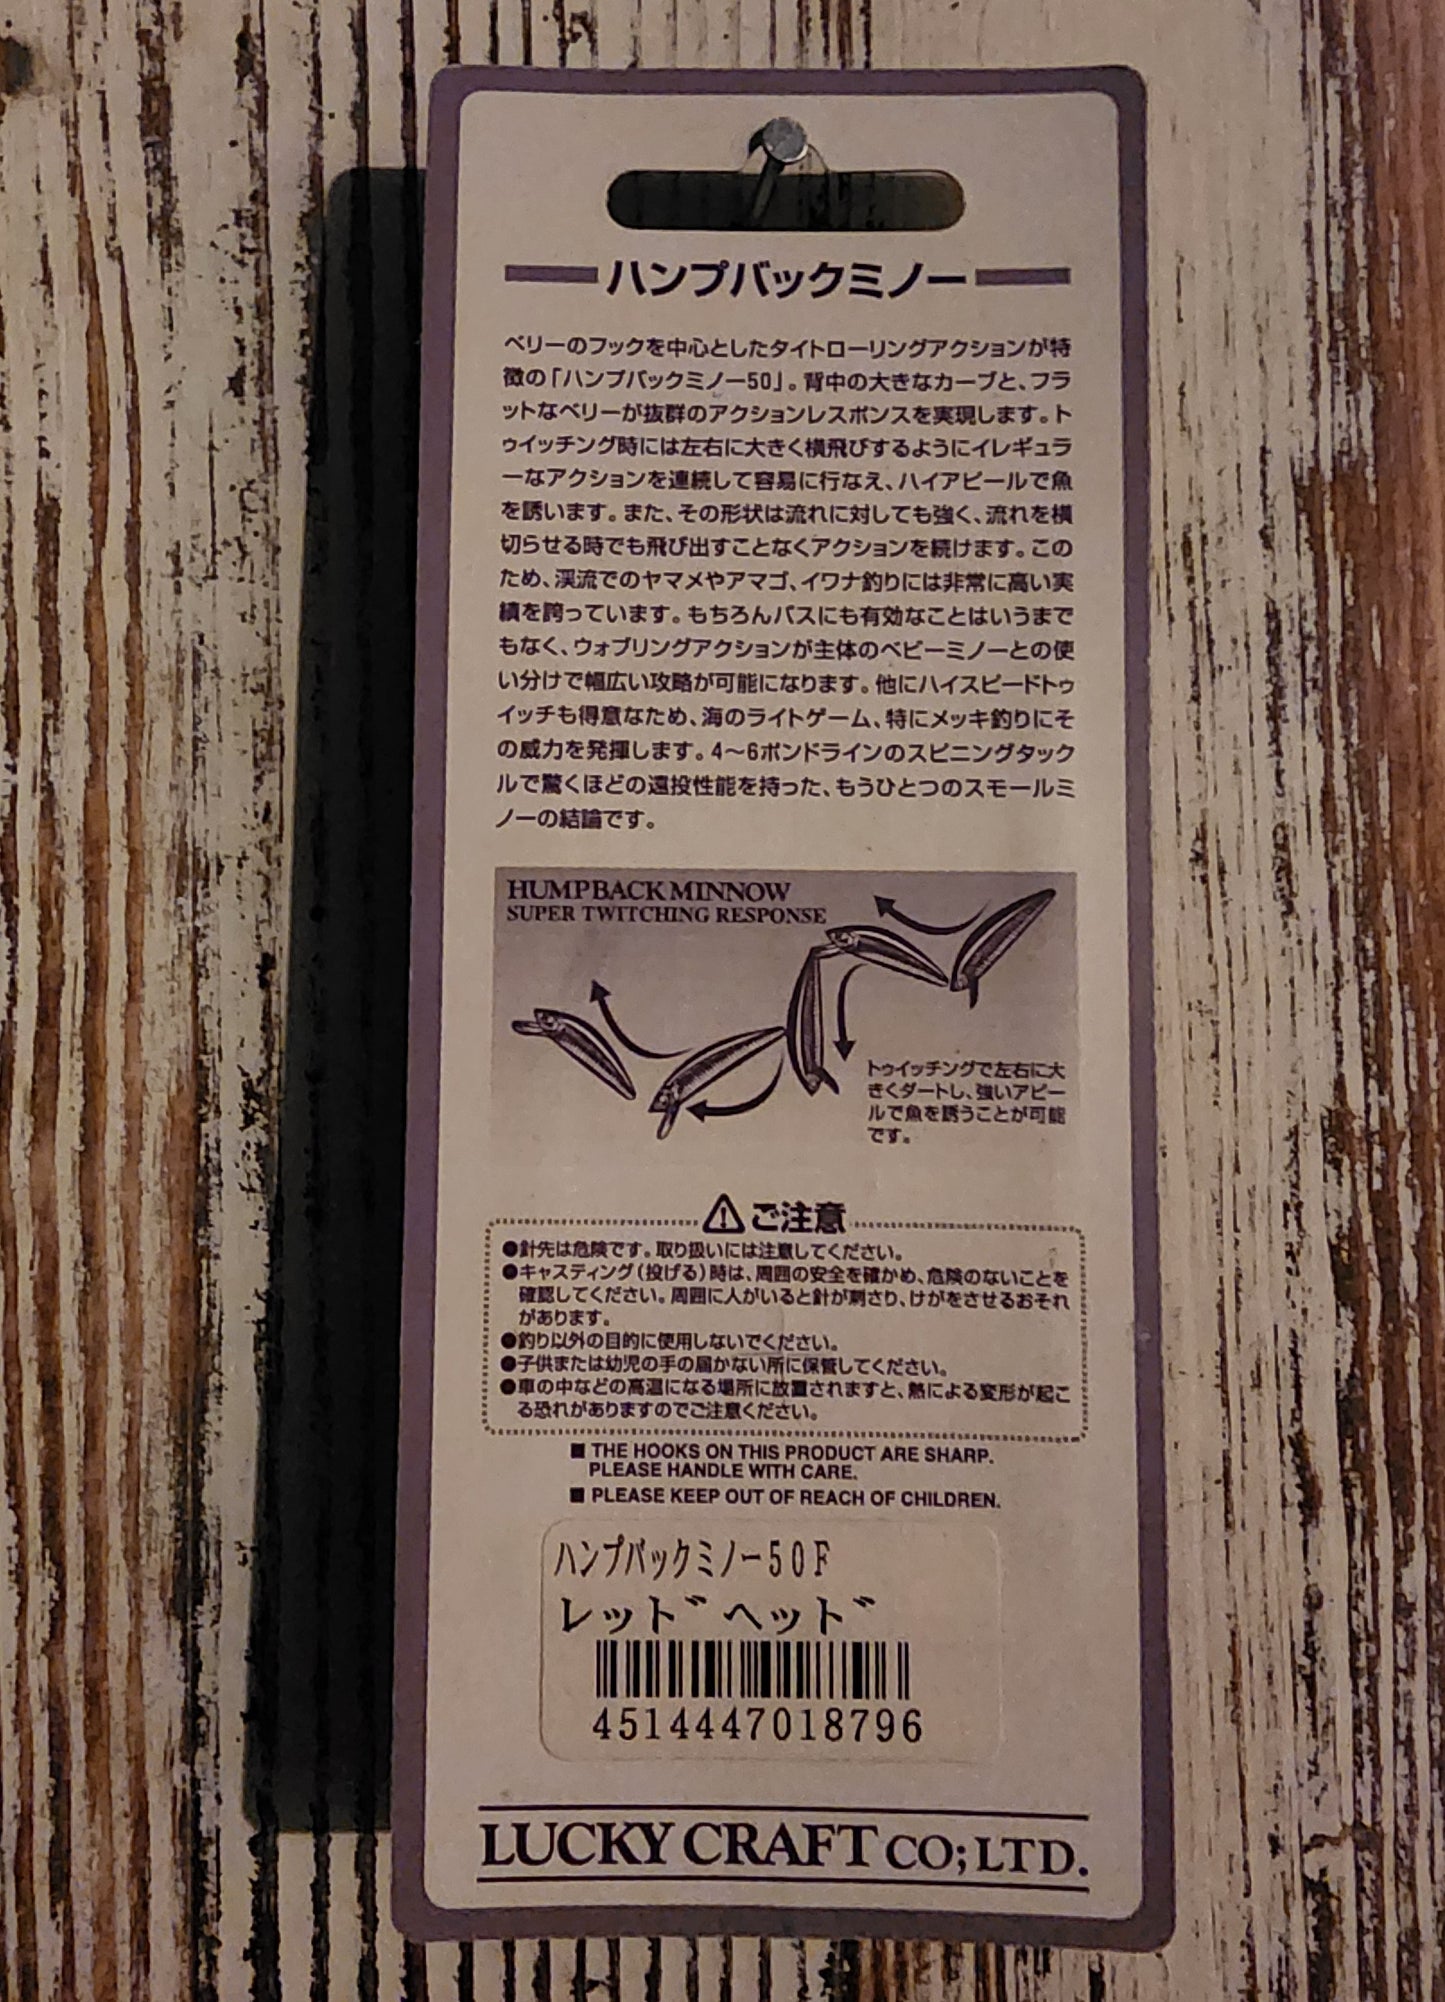 ハンプバックミノー
ベリーのフックを中心としたタイトローリングアクションが特
徴の「ハンプバックミノー50」。背中の大きなカーブと、フラ
ットなベリーが抜群のアクションレスポンスを実現します。ト
ゥイッチング時には左右に大きく横飛びするようにイレギュラ
ーなアクションを連続して容易に行なえ、ハイアピールで魚
を誘います。また、その形状は流れに対しても強く、流れを横
切らせる時でも飛び出すことなくアクションを続けます。この
ため、渓流でのヤマメやアマゴ、イワナ釣りには非常に高い実
績を誇っています。もちろんバスにも有効なことはいうまで
もなく、ウォブリングアクションが主体のベビーミノーとの使
い分けで幅広い攻略が可能になります。他にハイスピードトゥ
イッチも得意なため、海のライトゲーム、特にメッキ釣りにそ
の威力を発揮します。4〜6ポンドラインのスピニングタック
ルで驚くほどの遠投性能を持った、もうひとつのスモールミ
ノーの結論です。
HUMPBACK MINNOW
SUPER TWITCHING RESPONSE
トゥイッチングで左右に大
きくダートし、強いアピー
ルで魚を誘うことが可能
です。
⚠ご注意
●針先は危険です。取り扱いには注意してください。
●キャスティング（投げる）時は、周囲の安全を確かめ、危険のないことを
確認してください。周囲に人がいると針が刺さり、けがをさせるおそれ
があります。
●釣り以外の目的に使用しないでください。
●子供または幼児の手の届かない所に保管してください。
●車の中などの高温になる場所に放置されますと、熱による変形が起こ
る恐れがありますのでご注意ください。
■ THE HOOKS ON THIS PRODUCT ARE SHARP.
PLEASE HANDLE WITH CARE.
■ PLEASE KEEP OUT OF REACH OF CHILDREN.
ハンプバックミノー50F
レッド゛ヘッド゛
4514447018796
LUCKY CRAFT CO;LTD.